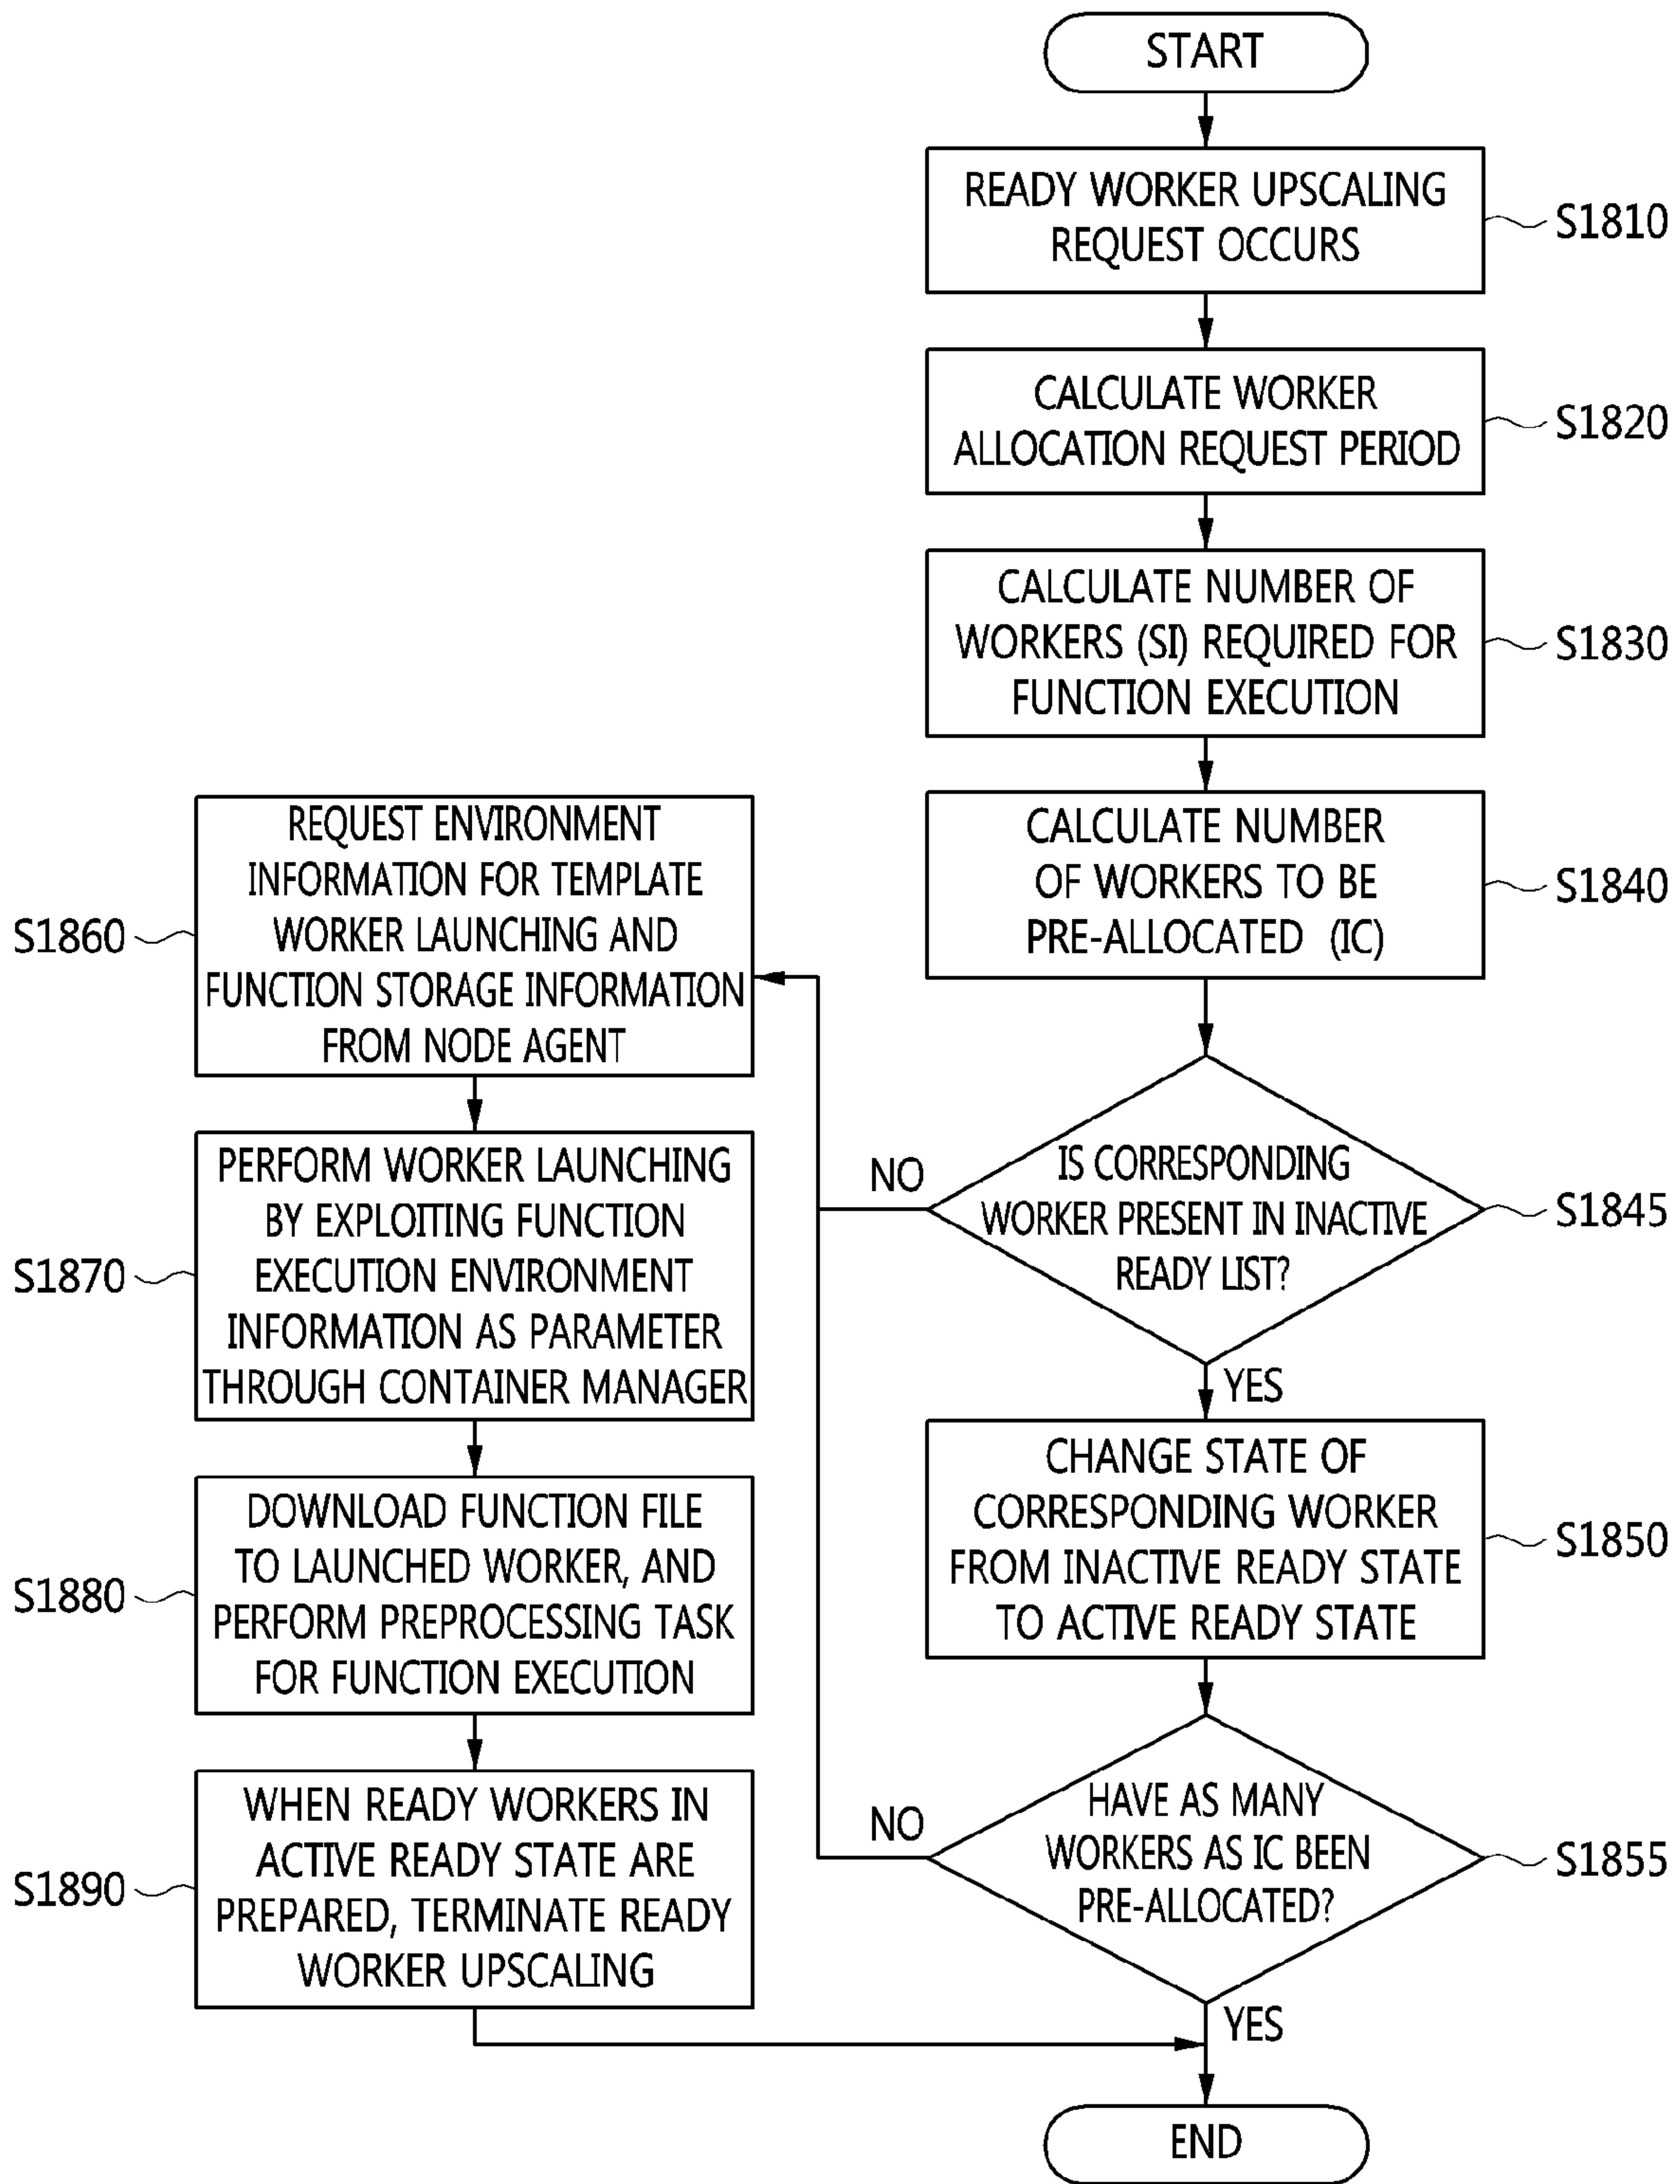 START
READY WORKER UPSCALING
REQUEST OCCURS
S1810
CALCULATE WORKER
ALLOCATION REQUEST PERIOD
S1820
CALCULATE NUMBER OF
WORKERS (SI) REQUIRED FOR
FUNCTION EXECUTION
S1830
CALCULATE NUMBER
OF WORKERS TO BE
PRE-ALLOCATED (IC)
S1840
IS CORRESPONDING
WORKER PRESENT IN INACTIVE
READY LIST?
S1845
NO
YES
CHANGE STATE OF
CORRESPONDING WORKER
FROM INACTIVE READY STATE
TO ACTIVE READY STATE
S1850
HAVE AS MANY
WORKERS AS IC BEEN
PRE-ALLOCATED?
S1855
NO
YES
REQUEST ENVIRONMENT
INFORMATION FOR TEMPLATE
WORKER LAUNCHING AND
FUNCTION STORAGE INFORMATION
FROM NODE AGENT
S1860
PERFORM WORKER LAUNCHING
BY EXPLOITING FUNCTION
EXECUTION ENVIRONMENT
INFORMATION AS PARAMETER
THROUGH CONTAINER MANAGER
S1870
DOWNLOAD FUNCTION FILE
TO LAUNCHED WORKER, AND
PERFORM PREPROCESSING TASK
FOR FUNCTION EXECUTION
S1880
WHEN READY WORKERS IN
ACTIVE READY STATE ARE
PREPARED, TERMINATE READY
WORKER UPSCALING
S1890
END